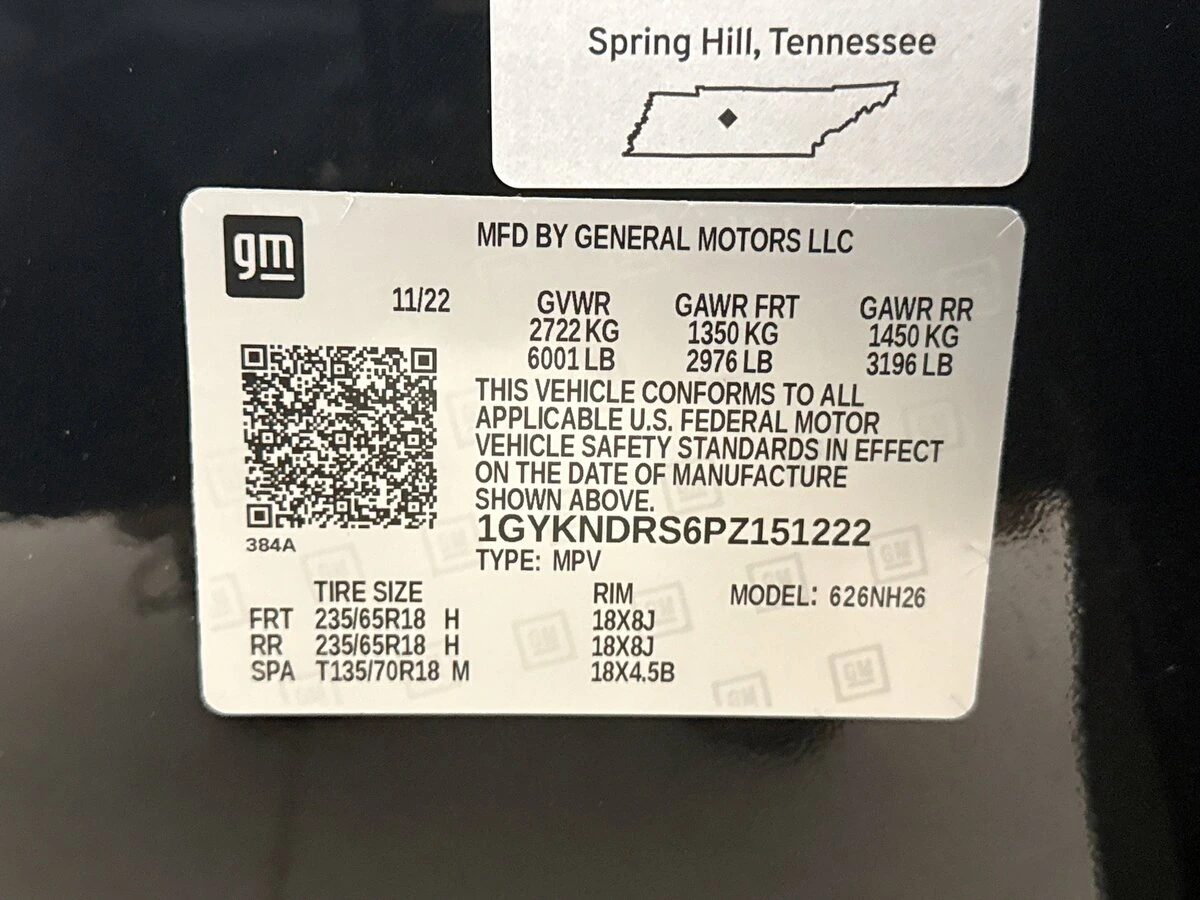 Spring Hill, Tennessee
gm
MFD BY GENERAL MOTORS LLC
11/22 GVWR GAWR FRT GAWR RR
2722 KG 1350 KG 1450 KG
6001 LB 2976 LB 3196 LB
THIS VEHICLE CONFORMS TO ALL
APPLICABLE U.S. FEDERAL MOTOR
VEHICLE SAFETY STANDARDS IN EFFECT
ON THE DATE OF MANUFACTURE
SHOWN ABOVE.
1GYKNDRS6PZ151222
384A
TYPE: MPV
TIRE SIZE RIM MODEL: 626NH26
FRT 235/65R18 H 18X8J
RR 235/65R18 H 18X8J
SPA T135/70R18 M 18X4.5B